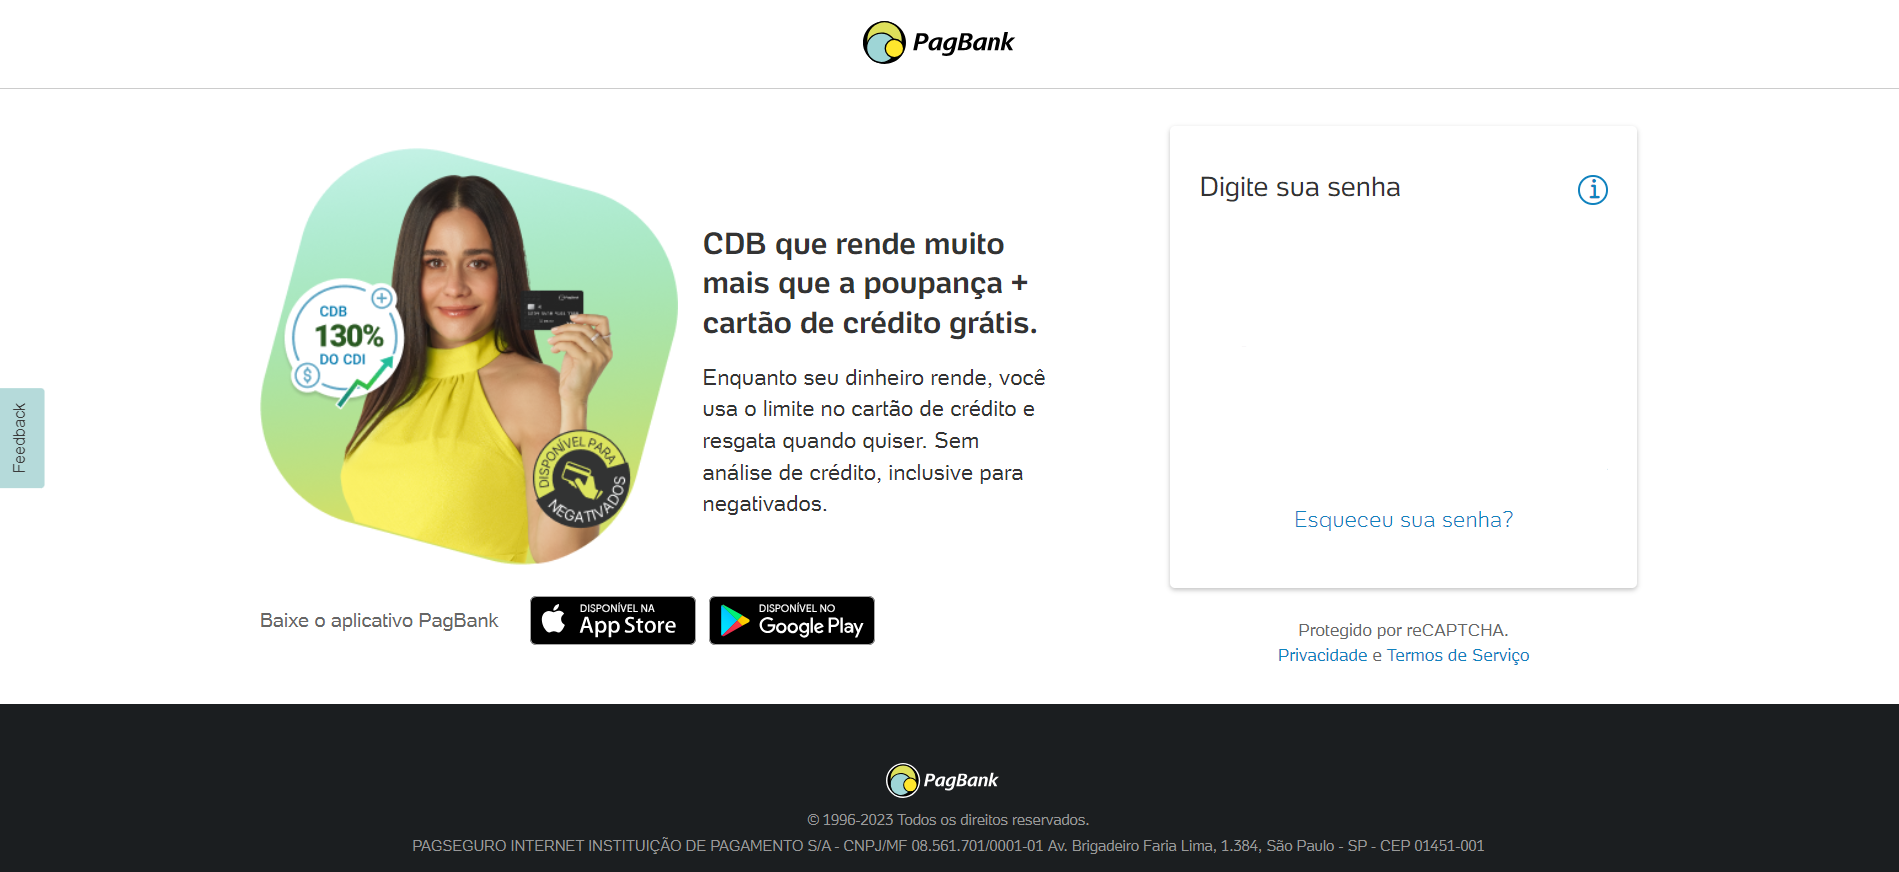 PagBank
Digite sua senha
CDB que rende muito
mais que a poupança +
cartão de crédito grátis.
CDB
130%
DO CDI
$
PagBank
Enquanto seu dinheiro rende, você
usa o limite no cartão de crédito e
resgata quando quiser. Sem
análise de crédito, inclusive para
negativados.
DISPONÍVEL PARA
NEGATIVADOS
Feedback
Esqueceu sua senha?
Baixe o aplicativo PagBank
DISPONÍVEL NA
App Store
DISPONÍVEL NO
Google Play
Protegido por reCAPTCHA.
Privacidade e Termos de Serviço
PagBank
© 1996-2023 Todos os direitos reservados.
PAGSEGURO INTERNET INSTITUIÇÃO DE PAGAMENTO S/A - CNPJ/MF 08.561.701/0001-01 Av. Brigadeiro Faria Lima, 1.384, São Paulo - SP - CEP 01451-001